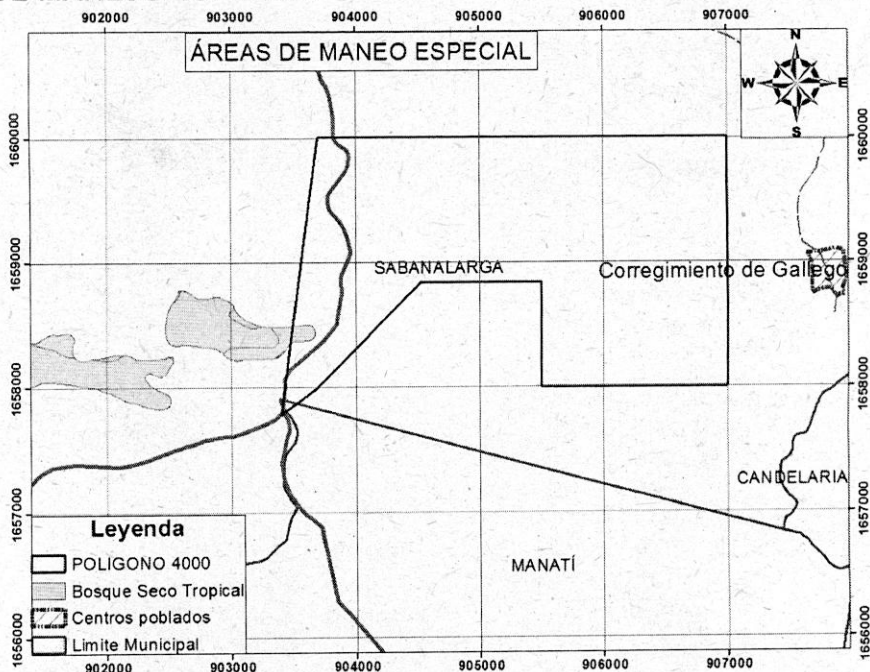 902000 903000 904000 905000 906000 907000
ÁREAS DE MANEO ESPECIAL
N
W E
S
1660000 1660000
1659000 1659000
SABANALARGA
Corregimiento de Gallego
1658000 1658000
CANDELARIA
1657000 1657000
MANATÍ
Leyenda
POLÍGONO 4000
Bosque Seco Tropical
Centros poblados
Limite Municipal
1656000 1656000
902000 903000 904000 905000 906000 907000